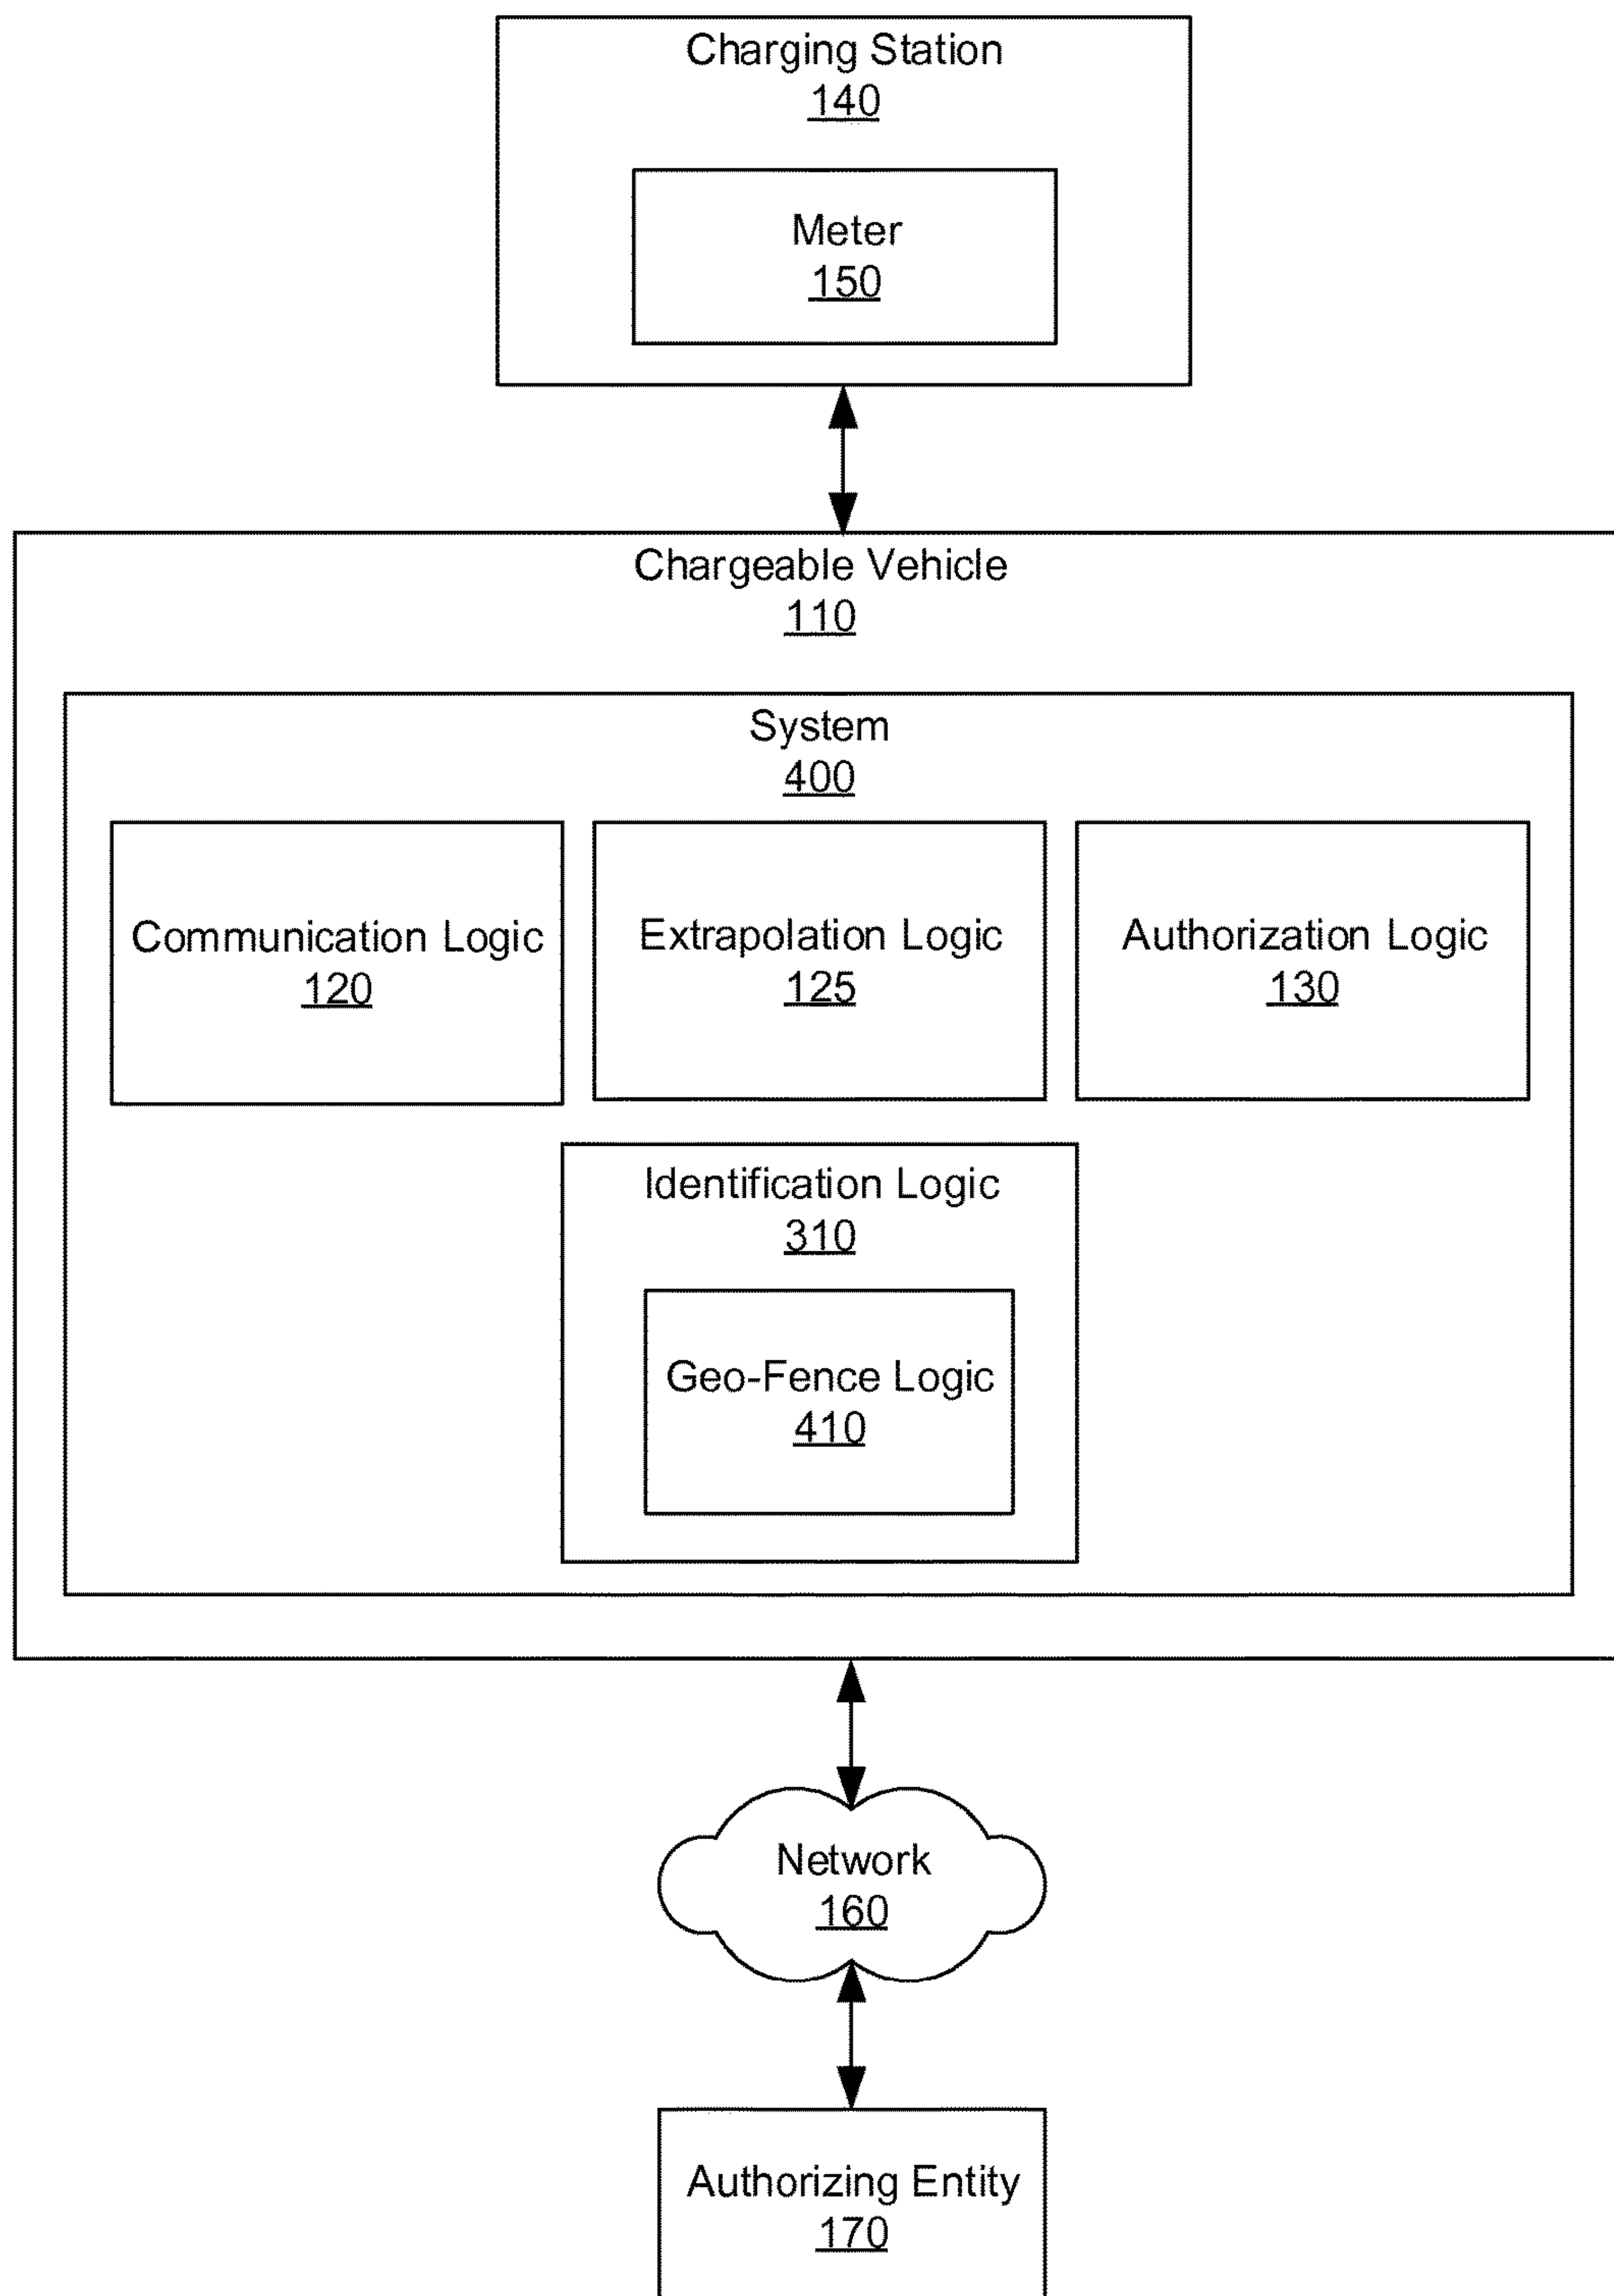 Charging Station
140
Meter
150
Chargeable Vehicle
110
System
400
Communication Logic
120
Extrapolation Logic
125
Authorization Logic
130
Identification Logic
310
Geo-Fence Logic
410
Network
160
Authorizing Entity
170